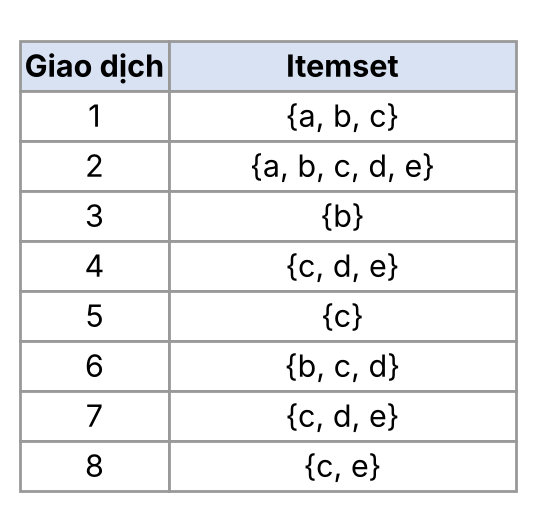 Giao dịch Itemset
1 {a, b, c}
2 {a, b, c, d, e}
3 {b}
4 {c, d, e}
5 {c}
6 {b, c, d}
7 {c, d, e}
8 {c, e}